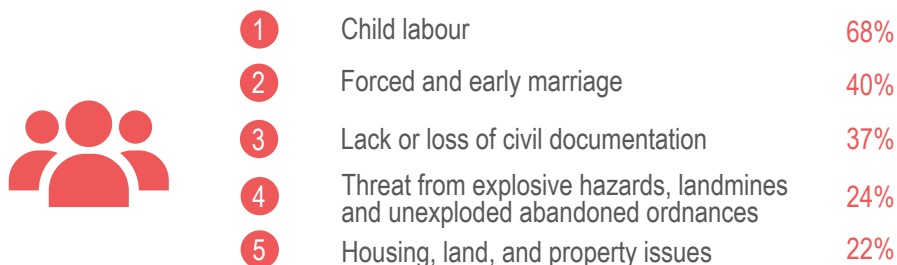 1 Child labour 68%
2 Forced and early marriage 40%
3 Lack or loss of civil documentation 37%
4 Threat from explosive hazards, landmines
and unexploded abandoned ordnances 24%
5 Housing, land, and property issues 22%